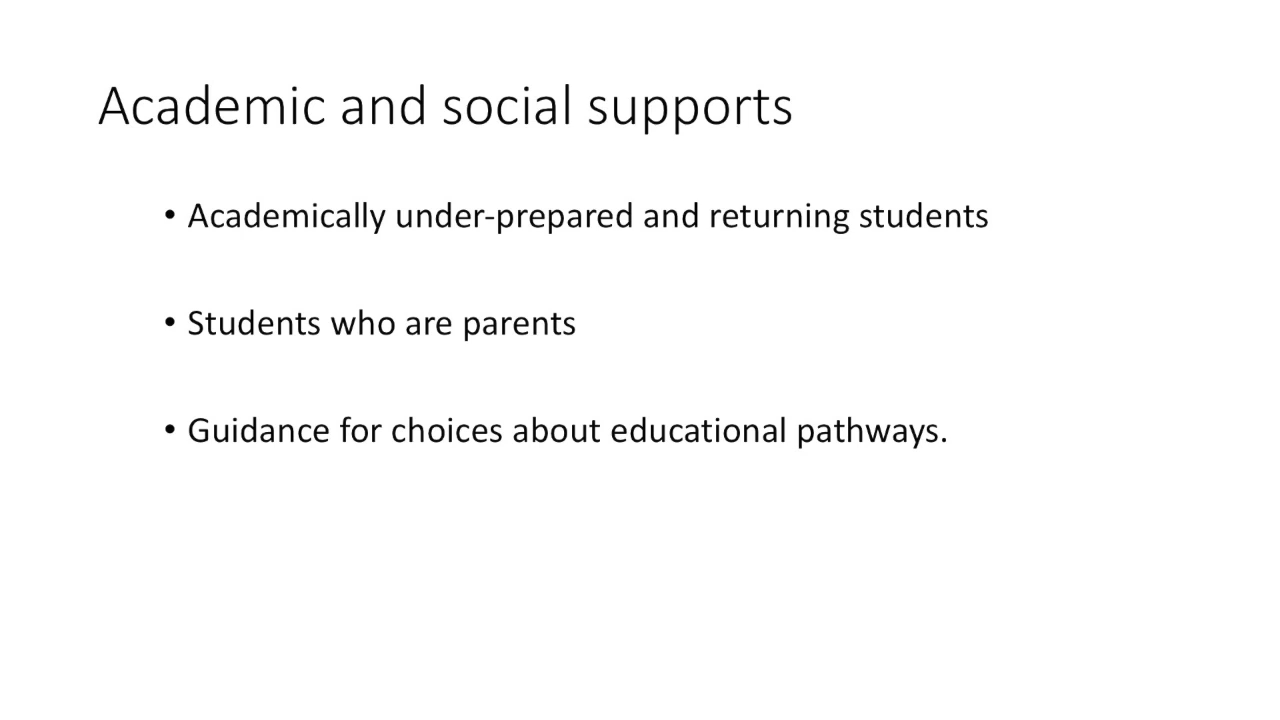 Academic and social supports
• Academically under-prepared and returning students
• Students who are parents
• Guidance for choices about educational pathways.